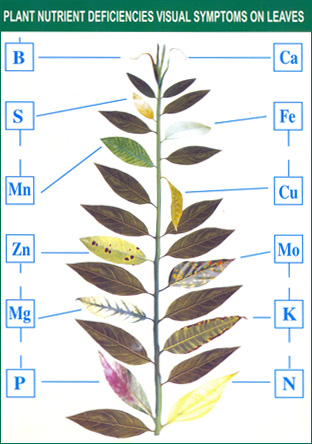 PLANT NUTRIENT DEFICIENCIES VISUAL SYMPTOMS ON LEAVES
B
Ca
S
Fe
Mn
Cu
Zn
Mo
Mg
K
P
N